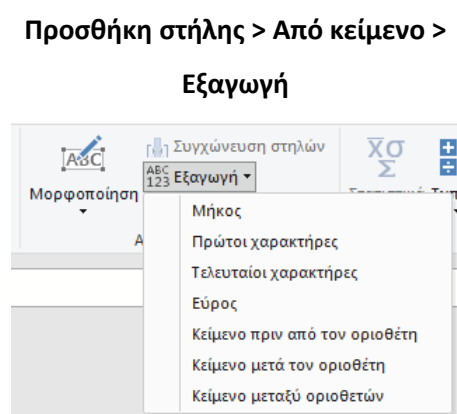 Προσθήκη στήλης > Από κείμενο >
Εξαγωγή
ABC
Μορφοποίηση
Συγχώνευση στηλών
ABC
123 Εξαγωγή
X̅σ
Σ
Α
Μήκος
Πρώτοι χαρακτήρες
Τελευταίοι χαρακτήρες
Εύρος
Κείμενο πριν από τον οριοθέτη
Κείμενο μετά τον οριοθέτη
Κείμενο μεταξύ οριοθετών